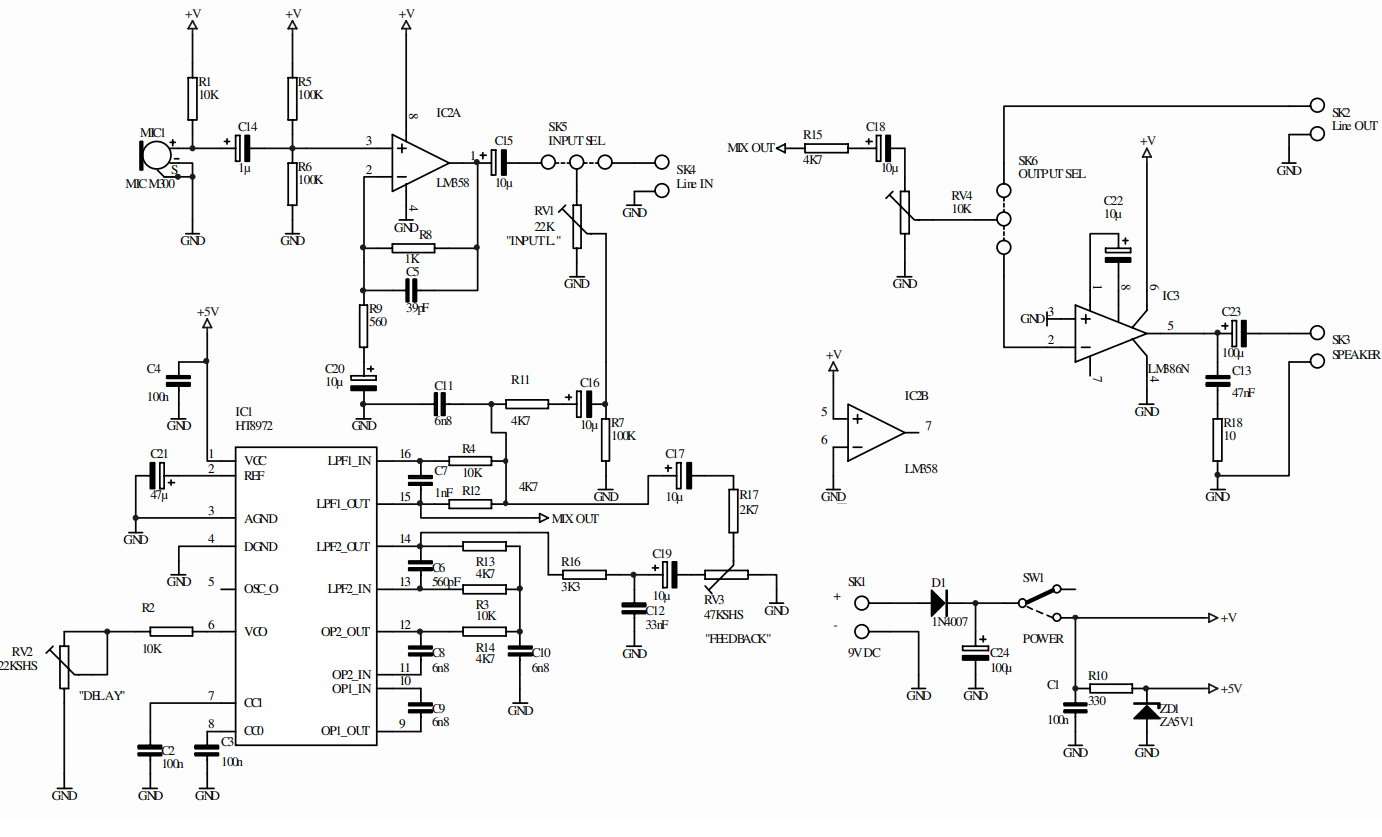 +V
+V
+V
R1
10K
R5
100K
8
IC2A
MIC1
+
-
S
MIC M300
C14
+
1µ
R6
100K
3
2
+
-
1
4
LM358
GND
GND
GND
C15
+
10µ
SK5
INPUT SEL
SK4
Line IN
GND
RV1
22K
"INPUT L."
GND
R8
1K
C5
39pF
R9
560
C20
10µ
+
GND
C11
6n8
R11
4K7
C16
+
10µ
R7
100K
GND
MIX OUT
R15
4K7
C18
+
10µ
RV4
10K
GND
SK6
OUTPUT SEL
SK2
Line OUT
GND
+V
C22
10µ
+
1
8
6
IC3
GND
3
2
+
-
5
7
4
LM386N
GND
C23
+
100µ
SK3
SPEAKER
C13
47nF
R18
10
GND
+V
IC2B
5
6
+
-
7
LM358
GND
+5V
C4
100n
GND
IC1
HT8972
C21
+
47µ
GND
GND
1
2
3
4
5
6
7
8
VCC
REF
AGND
DGND
OSC_O
VCO
CC1
CC0
LPF1_IN
LPF1_OUT
LPF2_OUT
LPF2_IN
OP2_OUT
OP2_IN
OP1_IN
OP1_OUT
16
15
14
13
12
11
10
9
R4
10K
C7
1nF
R12
4K7
MIX OUT
C17
+
10µ
R17
2K7
R13
4K7
C6
560pF
R3
10K
R14
4K7
C8
6n8
C10
6n8
GND
C9
6n8
R16
3K3
C12
33nF
GND
C19
+
10µ
RV3
47KSHS
"FEEDBACK"
GND
R2
10K
RV2
22KSHS
"DELAY"
GND
C2
100n
GND
C3
100n
GND
SK1
+
-
9V DC
GND
D1
1N4007
+
C24
100µ
GND
SW1
POWER
+V
C1
100n
GND
R10
330
+5V
ZD1
ZA5V1
GND